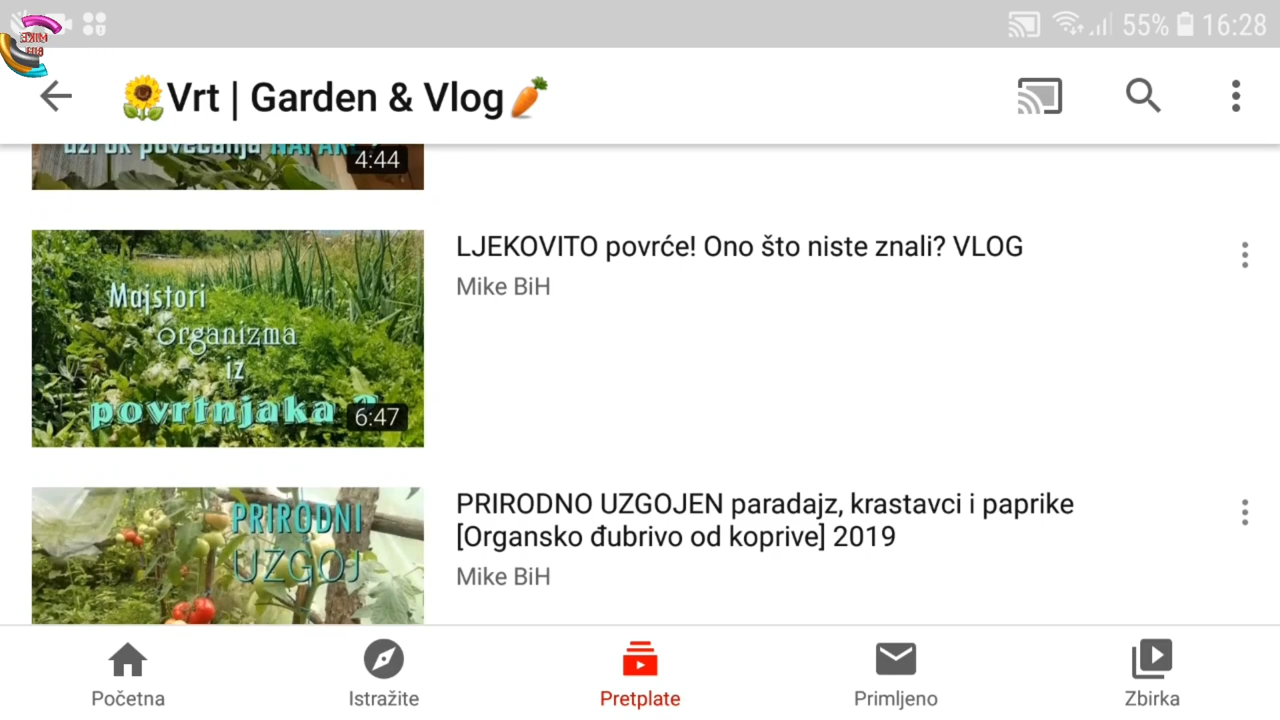 55% 16:28
🌻Vrt | Garden & Vlog🥕
4:44
LJEKOVITO povrće! Ono što niste znali? VLOG
Mike BiH
Majstori
organizma
iz
povrtnjaka ?
6:47
PRIRODNO UZGOJEN paradajz, krastavci i paprike
[Organsko đubrivo od koprive] 2019
Mike BiH
PRIRODNI
UZGOJ
Početna
Istražite
Pretplate
Primljeno
Zbirka